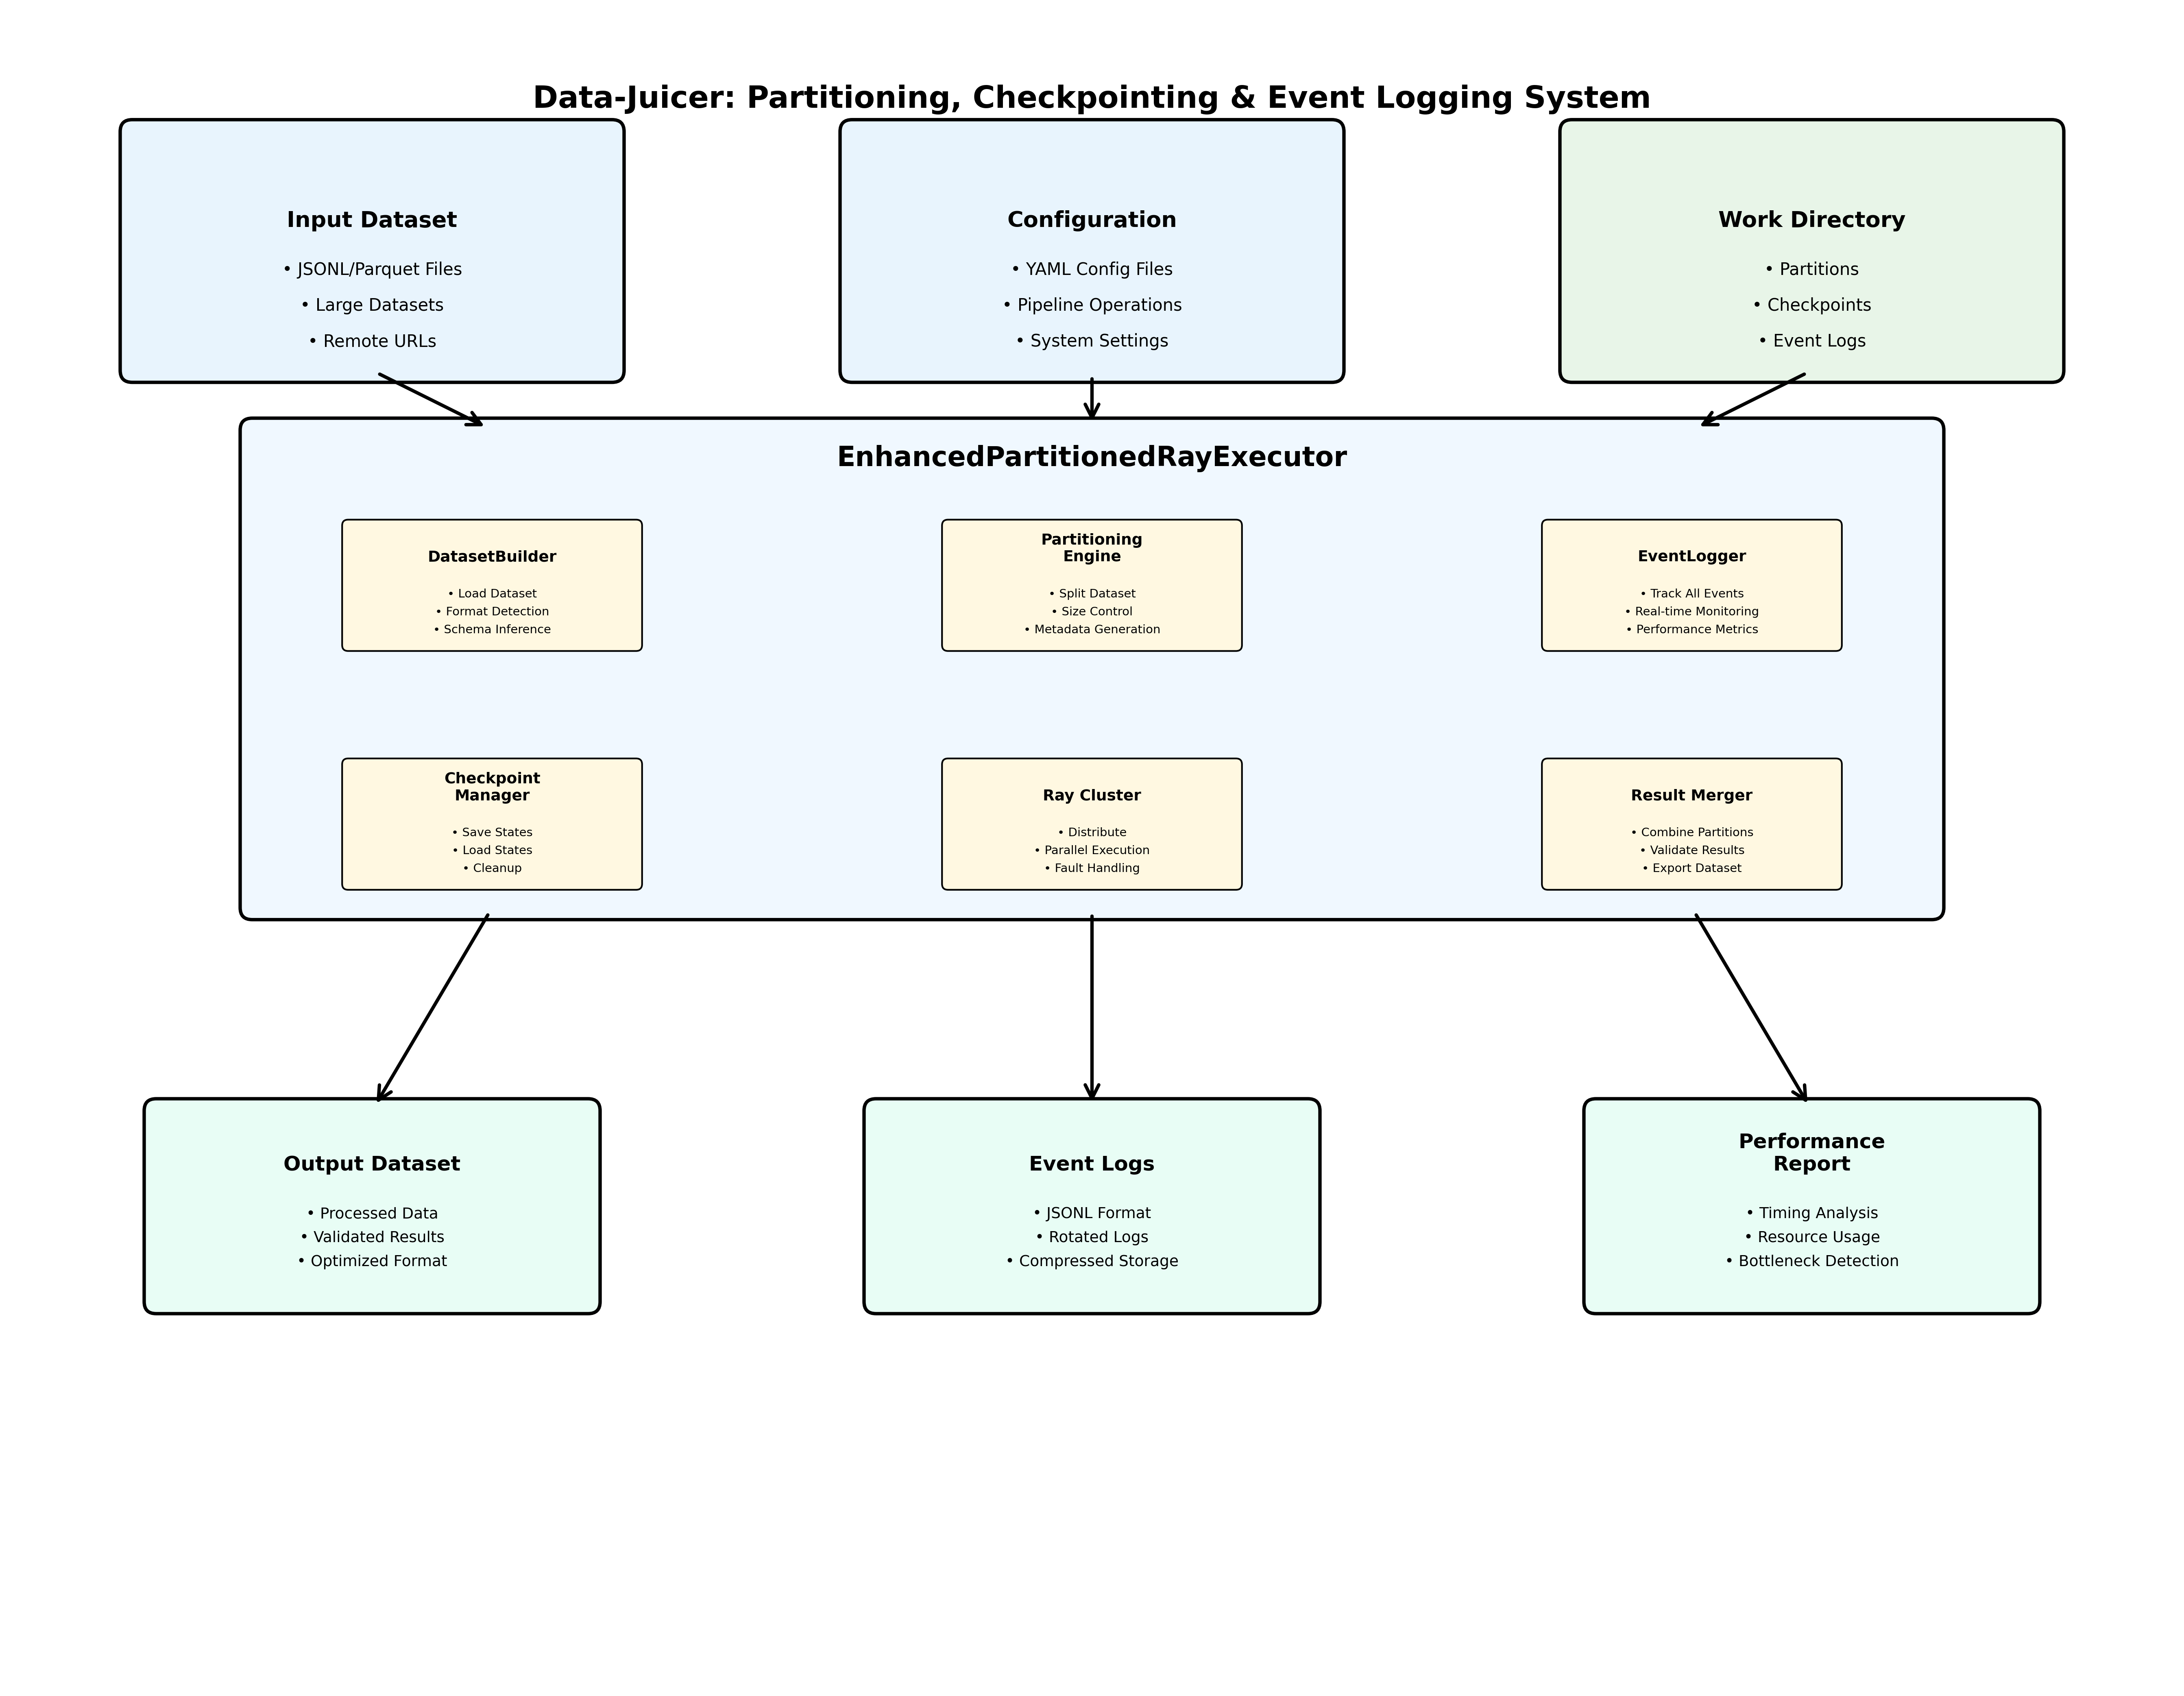 Data-Juicer: Partitioning, Checkpointing & Event Logging System
Input Dataset
• JSONL/Parquet Files
• Large Datasets
• Remote URLs
Configuration
• YAML Config Files
• Pipeline Operations
• System Settings
Work Directory
• Partitions
• Checkpoints
• Event Logs
EnhancedPartitionedRayExecutor
DatasetBuilder
• Load Dataset
• Format Detection
• Schema Inference
Partitioning
Engine
• Split Dataset
• Size Control
• Metadata Generation
EventLogger
• Track All Events
• Real-time Monitoring
• Performance Metrics
Checkpoint
Manager
• Save States
• Load States
• Cleanup
Ray Cluster
• Distribute
• Parallel Execution
• Fault Handling
Result Merger
• Combine Partitions
• Validate Results
• Export Dataset
Output Dataset
• Processed Data
• Validated Results
• Optimized Format
Event Logs
• JSONL Format
• Rotated Logs
• Compressed Storage
Performance
Report
• Timing Analysis
• Resource Usage
• Bottleneck Detection